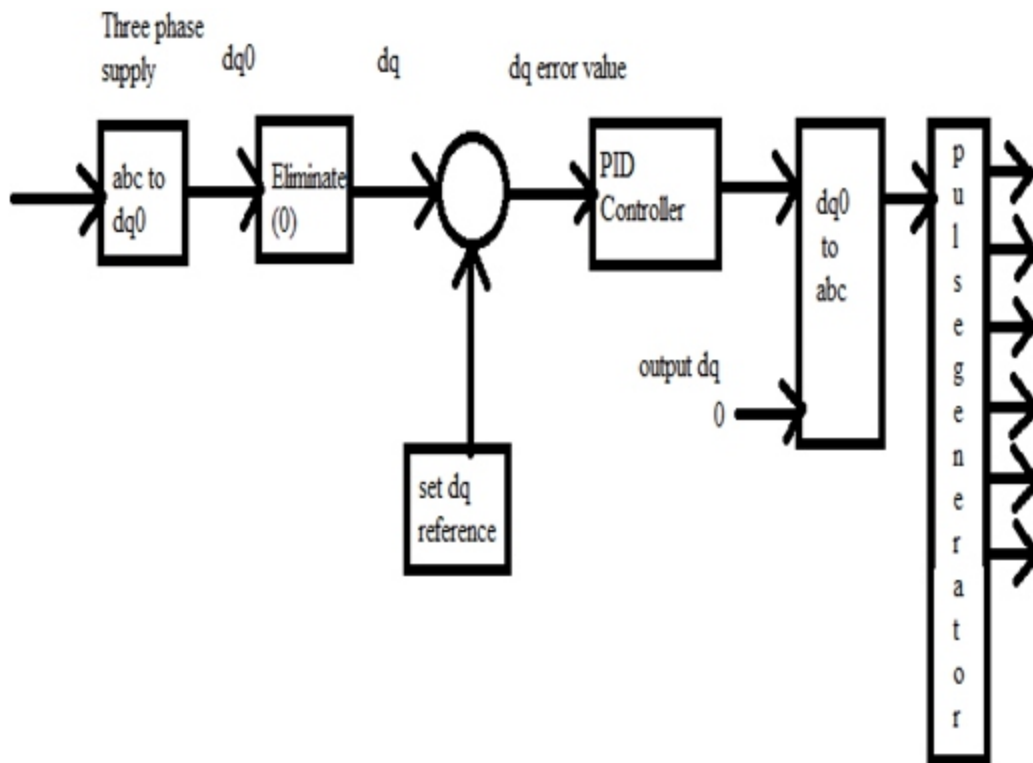 Three phase
supply
dq0
dq
dq error value
abc to
dq0
Eliminate
(0)
PID
Controller
dq0
to
abc
output dq
0
set dq
reference
p
u
l
s
e
g
e
n
e
r
a
t
o
r